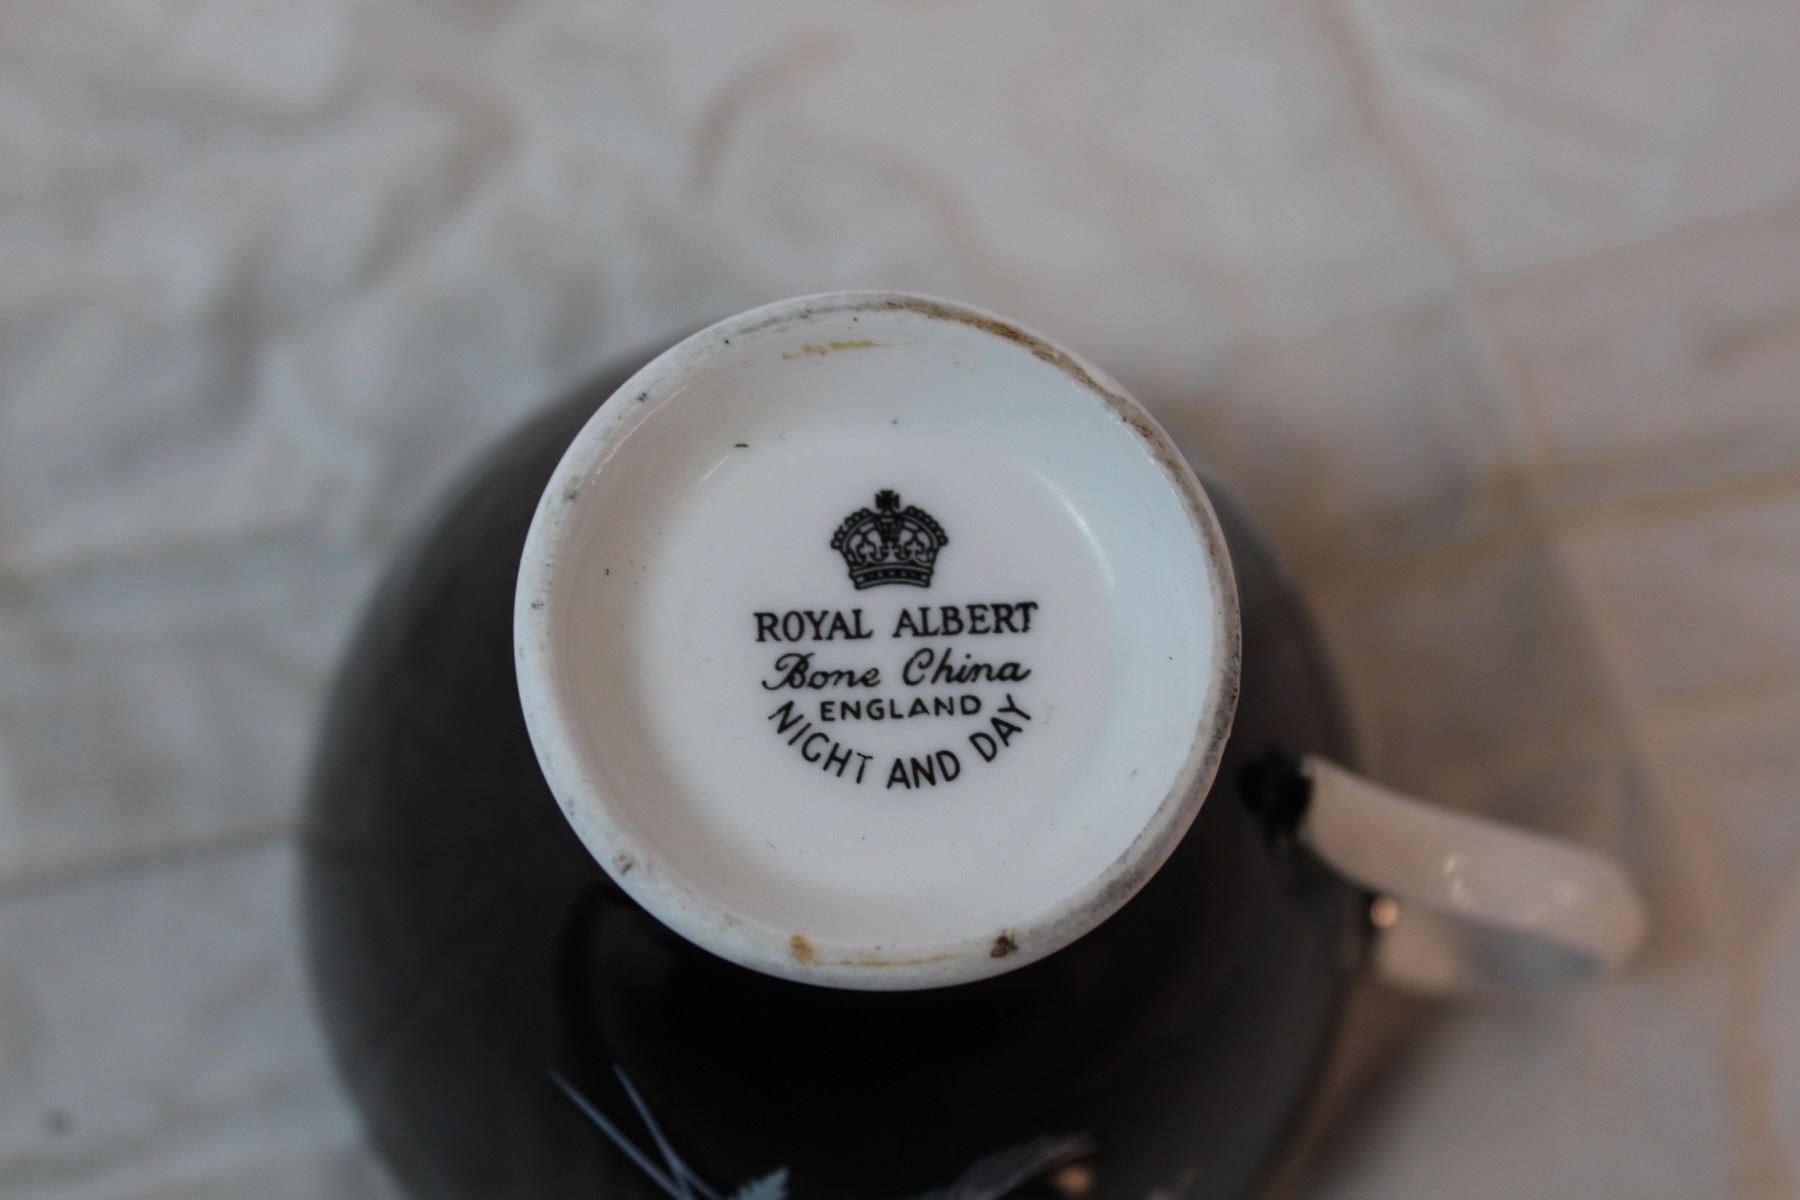 ROYAL ALBERT
Bone China
ENGLAND
NIGHT AND DAY